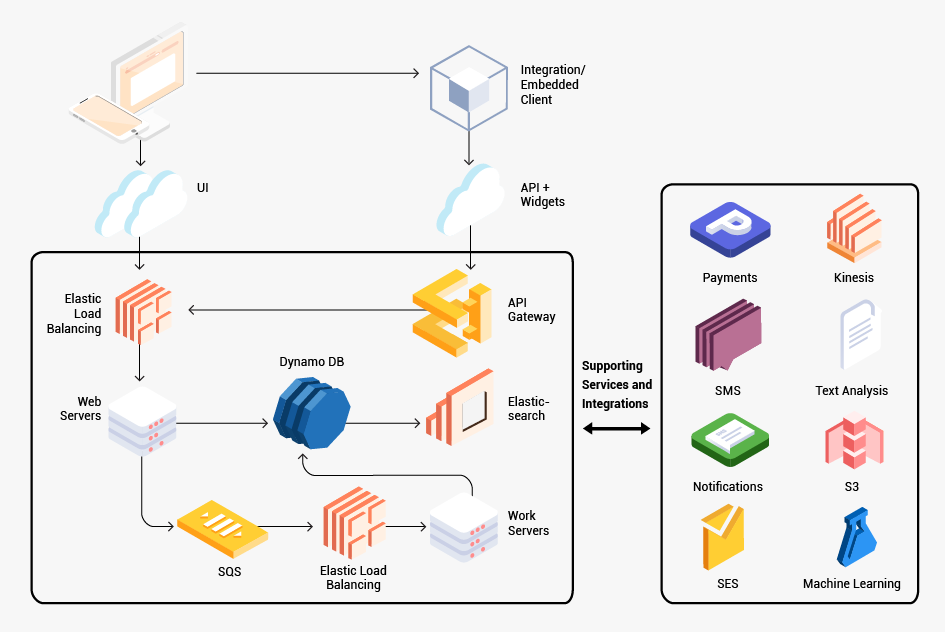 Integration/
Embedded
Client
UI
API +
Widgets
Elastic
Load
Balancing
API
Gateway
Dynamo DB
Web
Servers
Elastic-
search
SQS
Elastic Load
Balancing
Work
Servers
Supporting
Services and
Integrations
Payments
Kinesis
SMS
Text Analysis
Notifications
S3
SES
Machine Learning